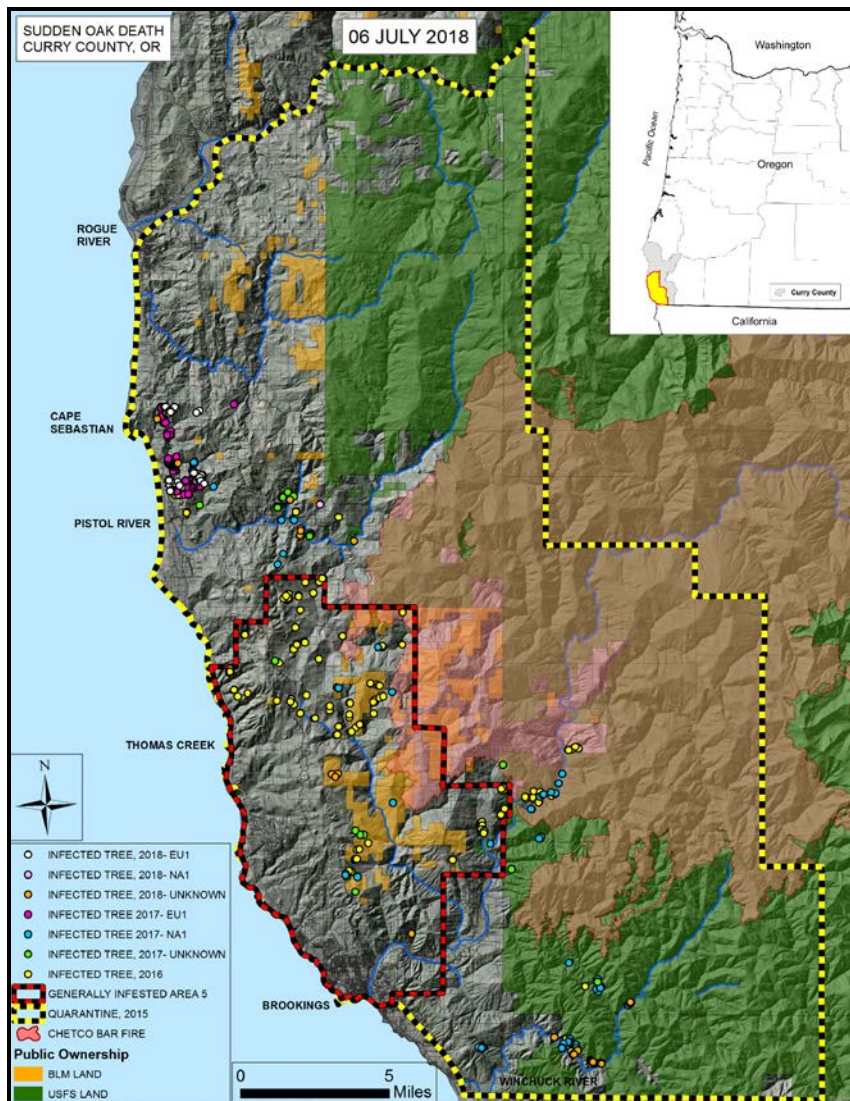 SUDDEN OAK DEATH
CURRY COUNTY, OR
06 JULY 2018
Washington
Pacific Ocean
Oregon
Curry County
California
ROGUE
RIVER
CAPE
SEBASTIAN
PISTOL RIVER
THOMAS CREEK
BROOKINGS
WINCHUCK RIVER
N
INFECTED TREE, 2018- EU1
INFECTED TREE, 2018- NA1
INFECTED TREE, 2018- UNKNOWN
INFECTED TREE 2017- EU1
INFECTED TREE 2017- NA1
INFECTED TREE, 2017- UNKNOWN
INFECTED TREE, 2016
GENERALLY INFESTED AREA 5
QUARANTINE, 2015
CHETCO BAR FIRE
Public Ownership
BLM LAND
USFS LAND
0 5
Miles